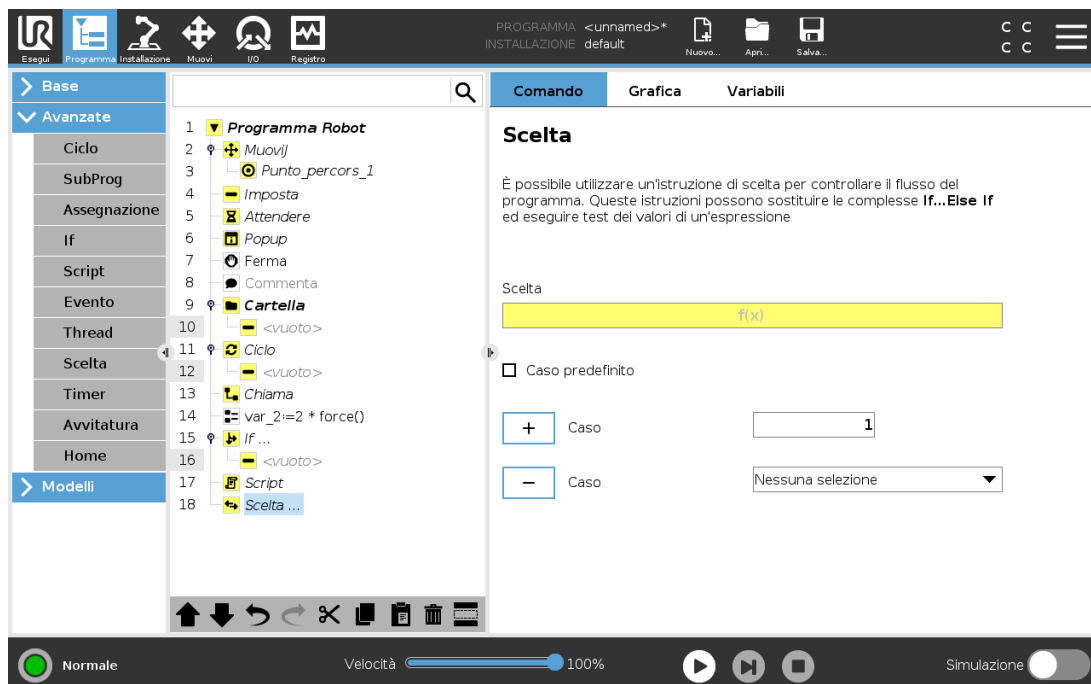 PROGRAMMA <unnamed>*
INSTALLAZIONE default
UR
Esegui
Programma
Installazione
Muovi
I/O
Registro
Nuovo...
Apri...
Salva...
C C
C C
Base
Avanzate
Ciclo
SubProg
Assegnazione
If
Script
Evento
Thread
Scelta
Timer
Avvitatura
Home
Modelli
1 Programma Robot
2 MuoviJ
3 Punto_percors_1
4 Imposta
5 Attendere
6 Popup
7 Ferma
8 Commenta
9 Cartella
10 <vuoto>
11 Ciclo
12 <vuoto>
13 Chiama
14 var_2:=2 * force()
15 If ...
16 <vuoto>
17 Script
18 Scelta ...
Comando Grafica Variabili
Scelta
È possibile utilizzare un'istruzione di scelta per controllare il flusso del
programma. Queste istruzioni possono sostituire le complesse If...Else If
ed eseguire test dei valori di un'espressione
Scelta
f(x)
Caso predefinito
+ Caso 1
− Caso Nessuna selezione
Normale
Velocità 100%
Simulazione